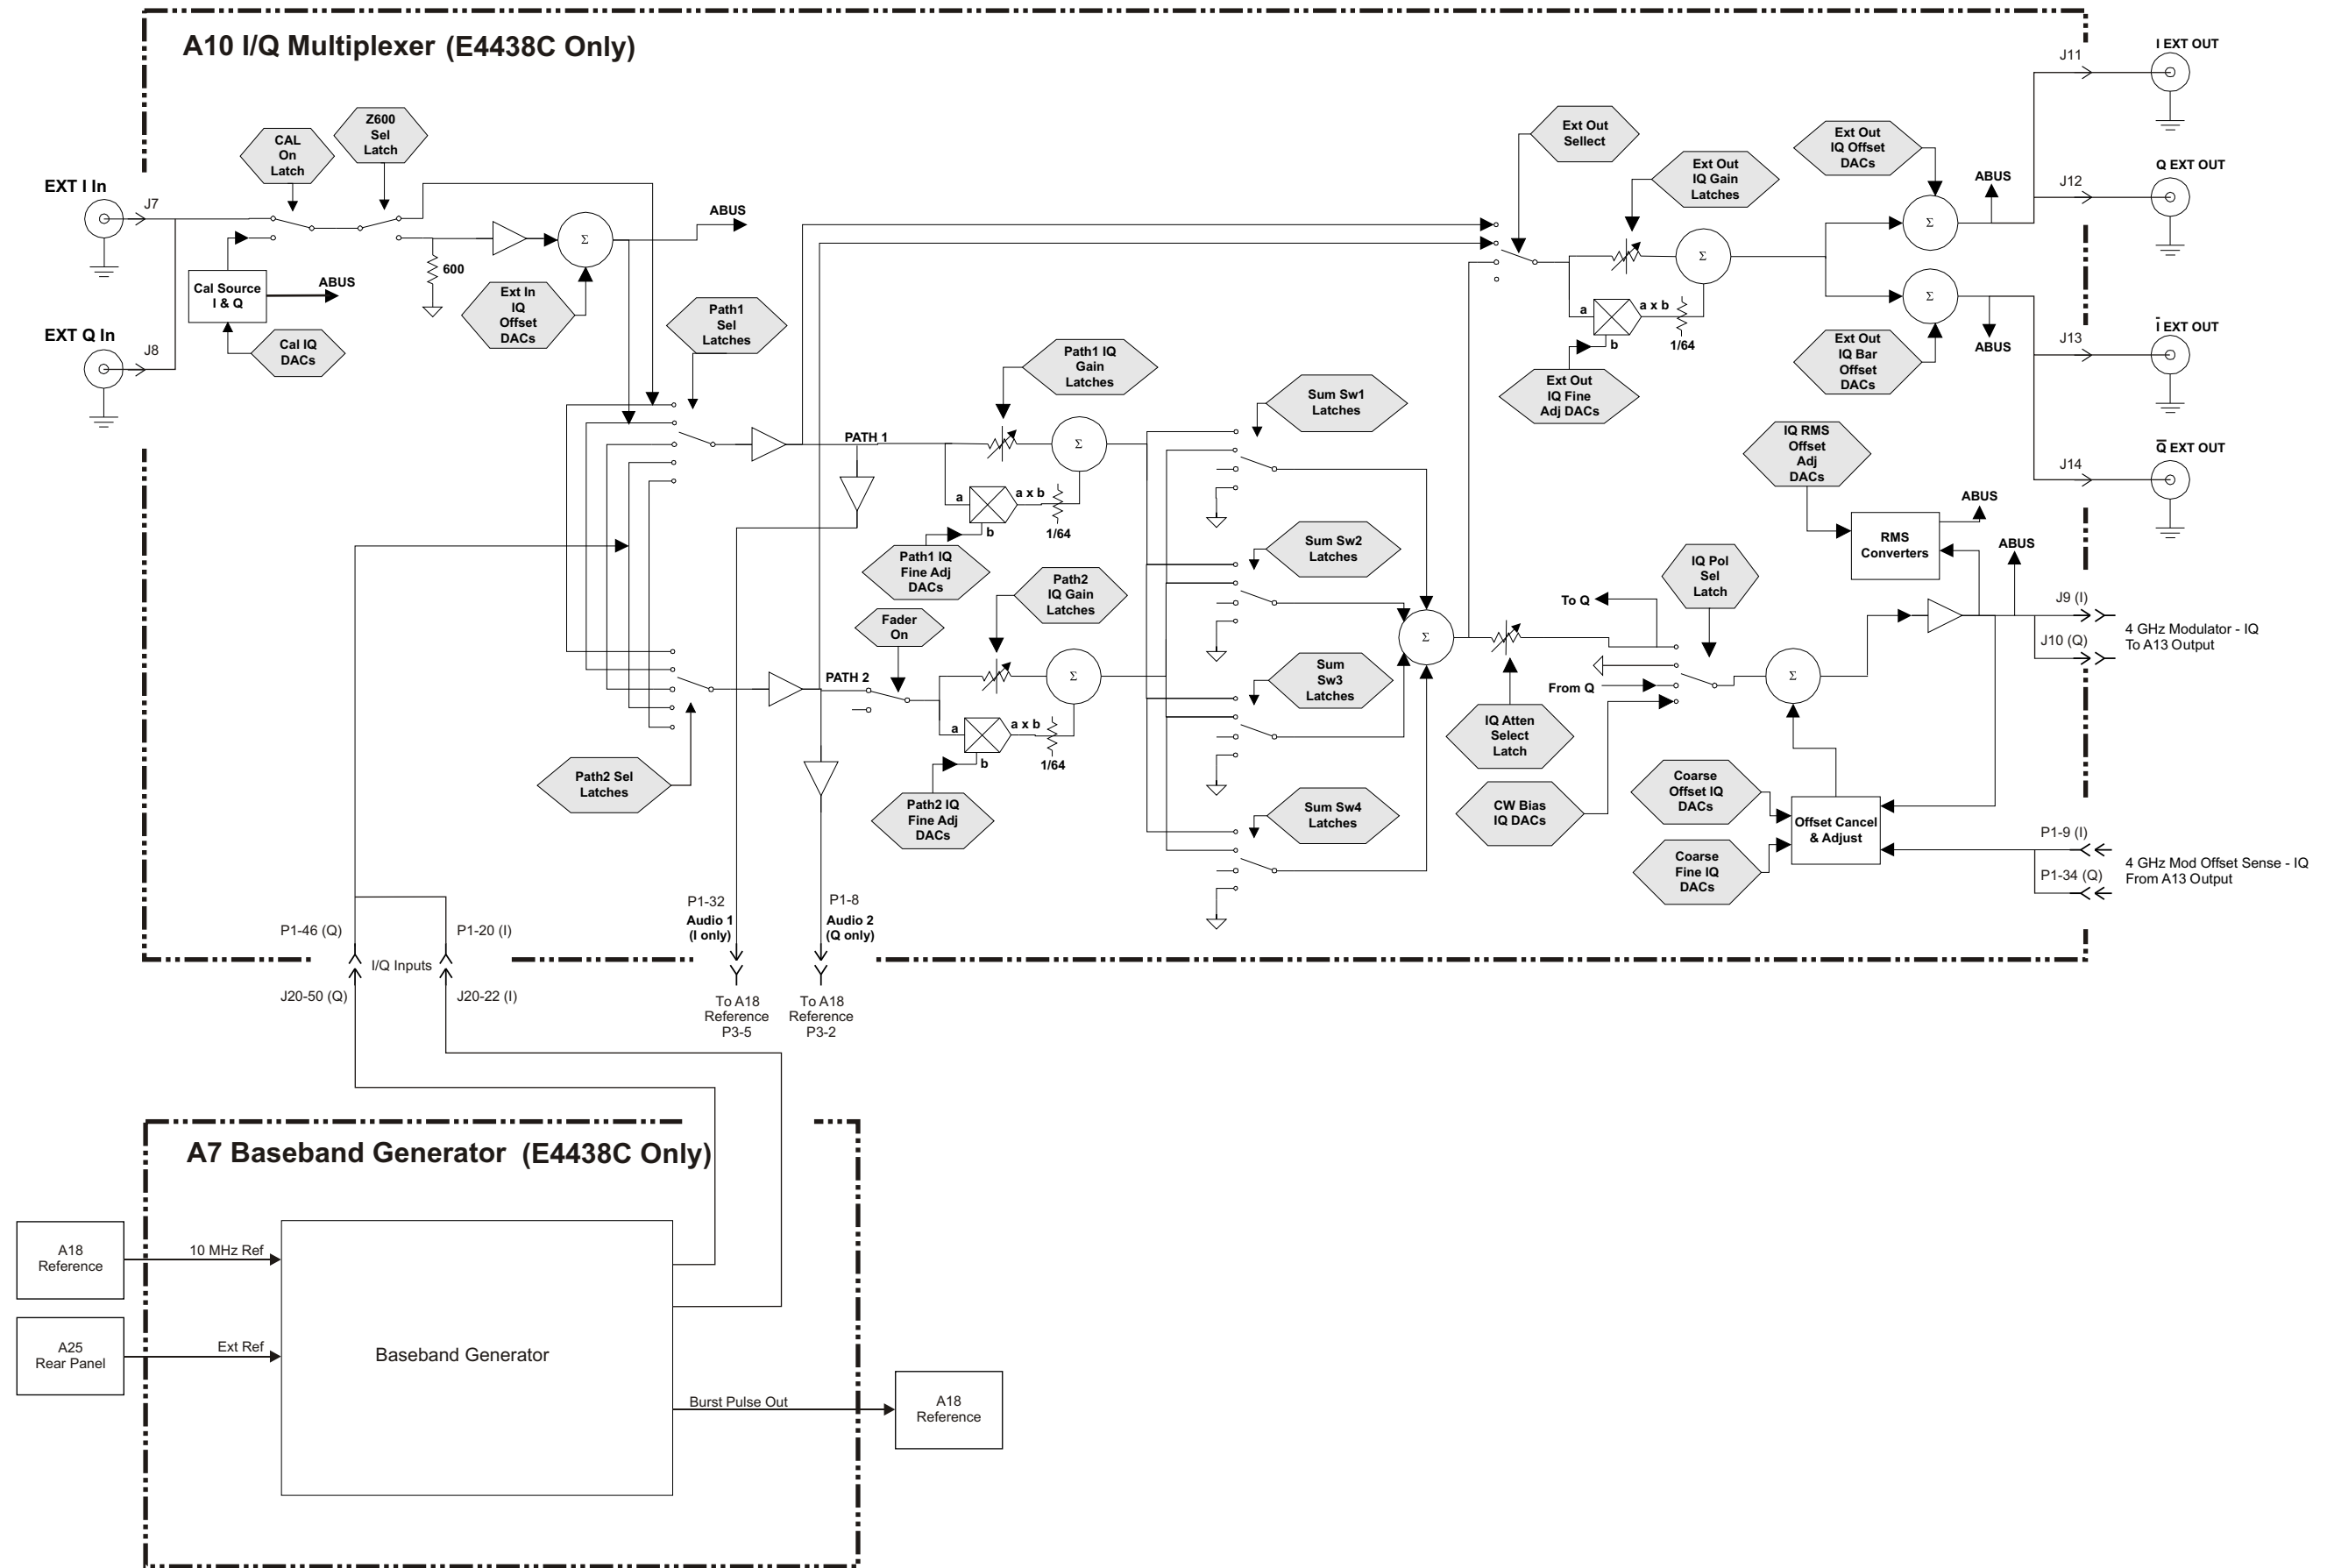 A10 I/Q Multiplexer (E4438C Only)
EXT I In
J7
EXT Q In
J8
CAL
On
Latch
Z600
Sel
Latch
Cal Source
I & Q
ABUS
Cal IQ
DACs
600
Σ
ABUS
Ext In
IQ
Offset
DACs
Path1
Sel
Latches
PATH 1
Path1 IQ
Gain
Latches
Σ
a
a x b
b
1/64
Path1 IQ
Fine Adj
DACs
Path2
IQ Gain
Latches
Fader
On
PATH 2
Σ
a
a x b
b
1/64
Path2 Sel
Latches
Path2 IQ
Fine Adj
DACs
Sum Sw1
Latches
Sum Sw2
Latches
Sum
Sw3
Latches
Sum Sw4
Latches
Σ
Ext Out
Sellect
Ext Out
IQ Gain
Latches
Σ
a
a x b
b
1/64
Ext Out
IQ Fine
Adj DACs
Ext Out
IQ Offset
DACs
Σ
ABUS
Σ
ABUS
Ext Out
IQ Bar
Offset
DACs
J11
I EXT OUT
J12
Q EXT OUT
J13
I̅ EXT OUT
J14
Q̅ EXT OUT
IQ RMS
Offset
Adj
DACs
RMS
Converters
ABUS
ABUS
IQ Pol
Sel
Latch
To Q
From Q
IQ Atten
Select
Latch
CW Bias
IQ DACs
Σ
Coarse
Offset IQ
DACs
Coarse
Fine IQ
DACs
Offset Cancel
& Adjust
J9 (I)
J10 (Q)
4 GHz Modulator - IQ
To A13 Output
P1-9 (I)
P1-34 (Q)
4 GHz Mod Offset Sense - IQ
From A13 Output
P1-46 (Q)
P1-20 (I)
I/Q Inputs
J20-50 (Q)
J20-22 (I)
P1-32
Audio 1
(I only)
To A18
Reference
P3-5
P1-8
Audio 2
(Q only)
To A18
Reference
P3-2
A7 Baseband Generator (E4438C Only)
A18
Reference
10 MHz Ref
A25
Rear Panel
Ext Ref
Baseband Generator
Burst Pulse Out
A18
Reference